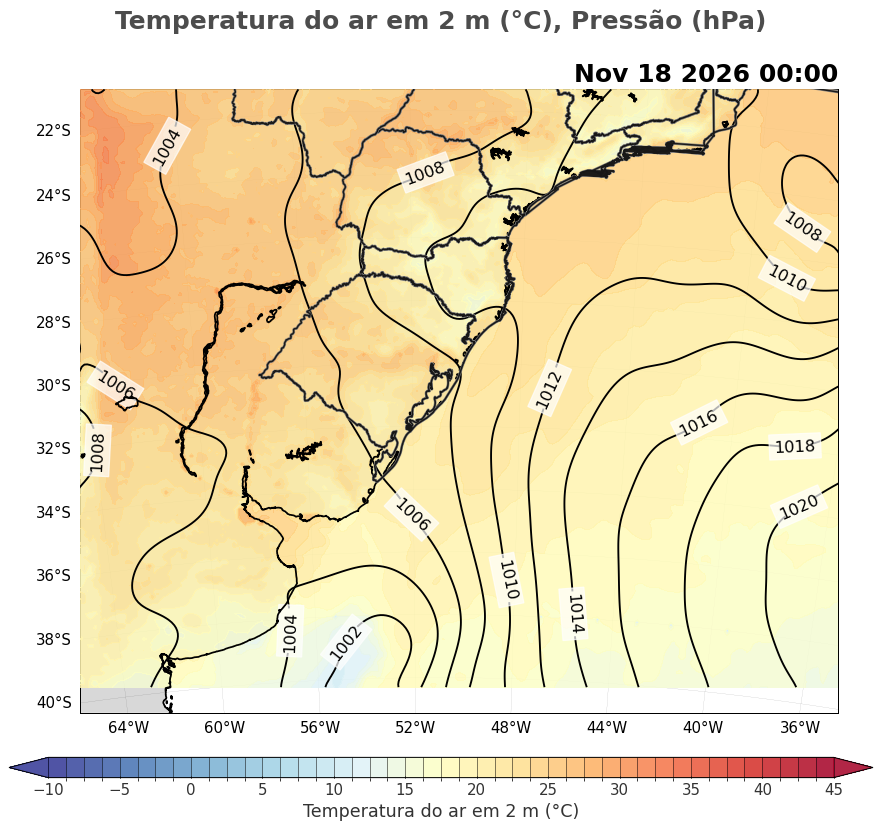 Temperatura do ar em 2 m (°C), Pressão (hPa)
Nov 18 2026 00:00
22°S
24°S
26°S
28°S
30°S
32°S
34°S
36°S
38°S
40°S
1004
1008
1008
1010
1006
1012
1008
1016
1018
1020
1006
1010
1014
1004
1002
64°W 60°W 56°W 52°W 48°W 44°W 40°W 36°W
−10 −5 0 5 10 15 20 25 30 35 40 45
Temperatura do ar em 2 m (°C)